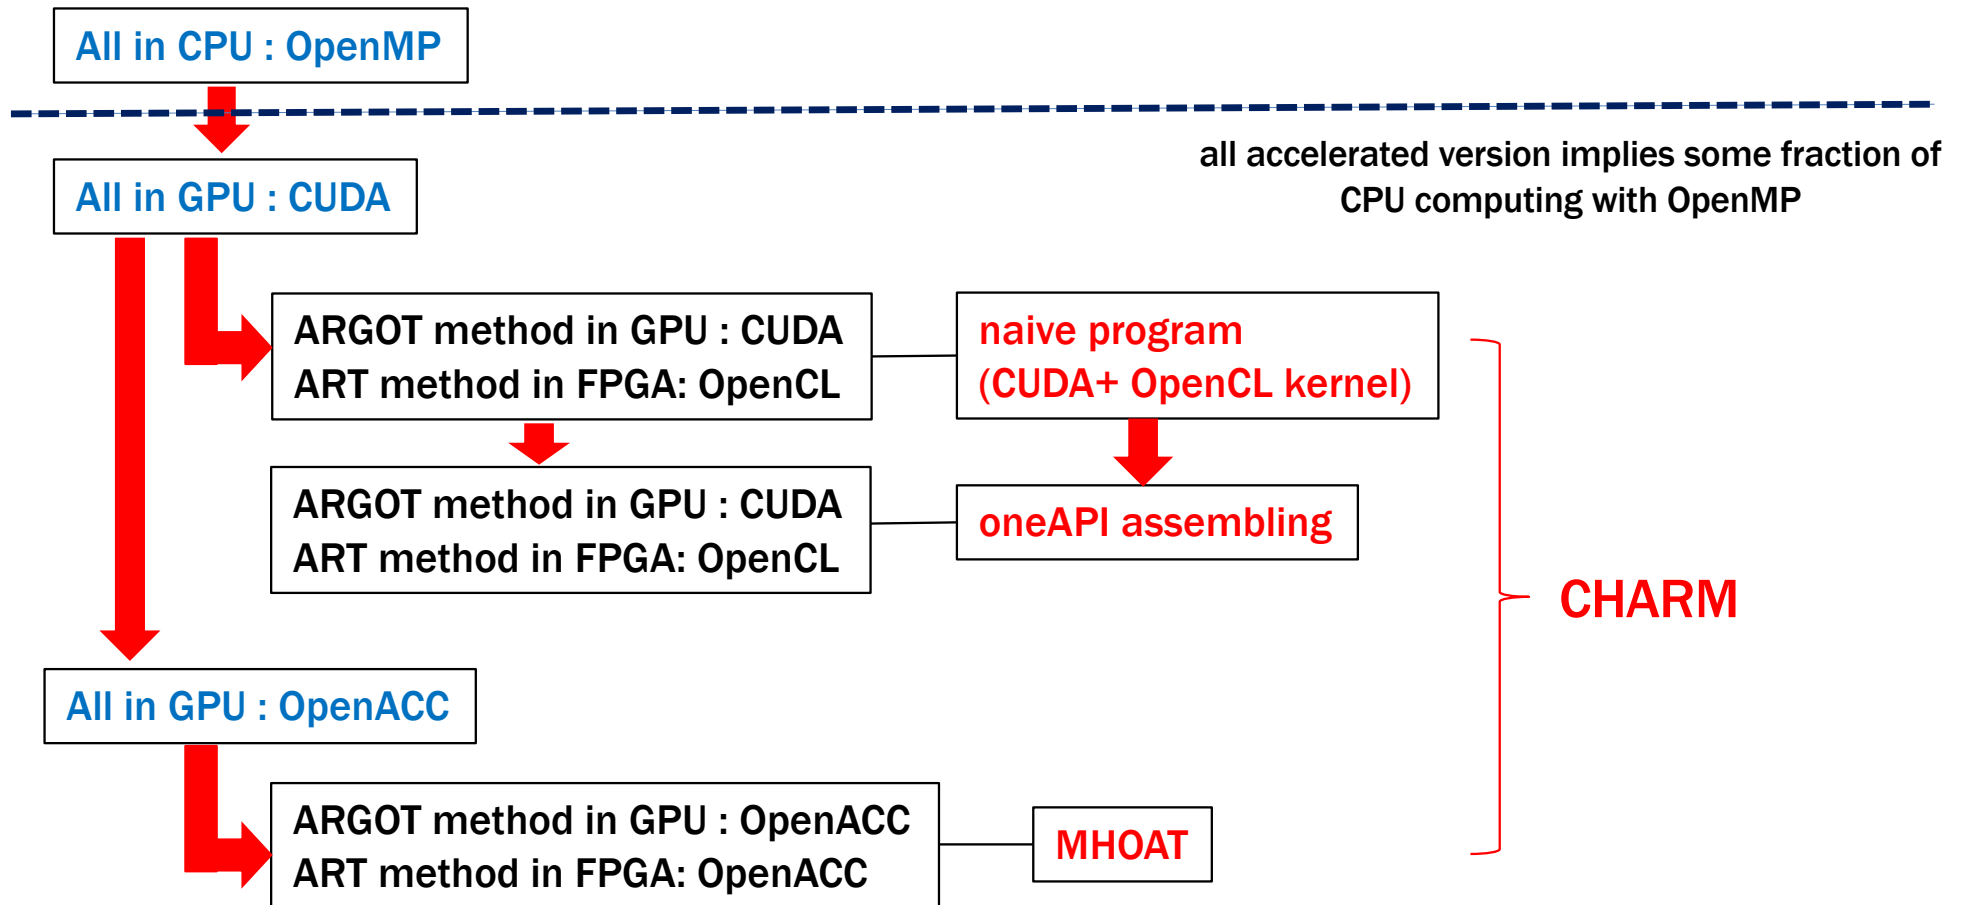 All in CPU : OpenMP
all accelerated version implies some fraction of
CPU computing with OpenMP
All in GPU : CUDA
ARGOT method in GPU : CUDA
ART method in FPGA: OpenCL
naive program
(CUDA+ OpenCL kernel)
ARGOT method in GPU : CUDA
ART method in FPGA: OpenCL
oneAPI assembling
CHARM
All in GPU : OpenACC
ARGOT method in GPU : OpenACC
ART method in FPGA: OpenACC
MHOAT